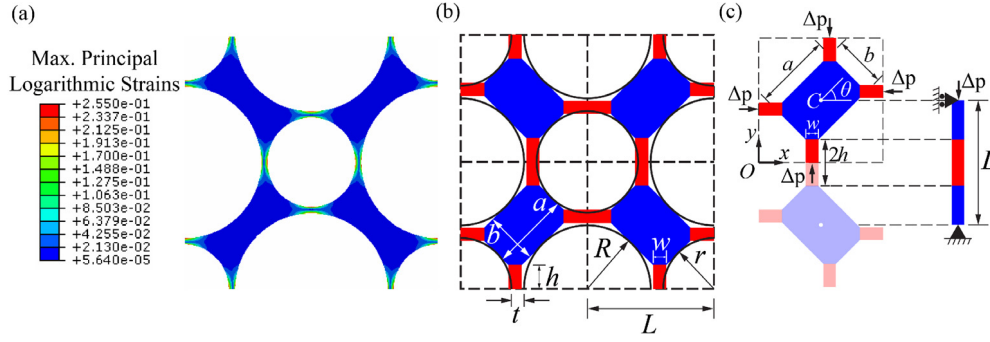 (a)
Max. Principal
Logarithmic Strains
+2.550e-01
+2.337e-01
+2.125e-01
+1.913e-01
+1.700e-01
+1.488e-01
+1.275e-01
+1.063e-01
+8.503e-02
+6.379e-02
+4.255e-02
+2.130e-02
+5.640e-05
(b)
a
b
R
w
r
h
t
L
(c)
Δp
a
b
Δp
Δp
C
θ
w
y
x
O
2h
Δp
Δp
L